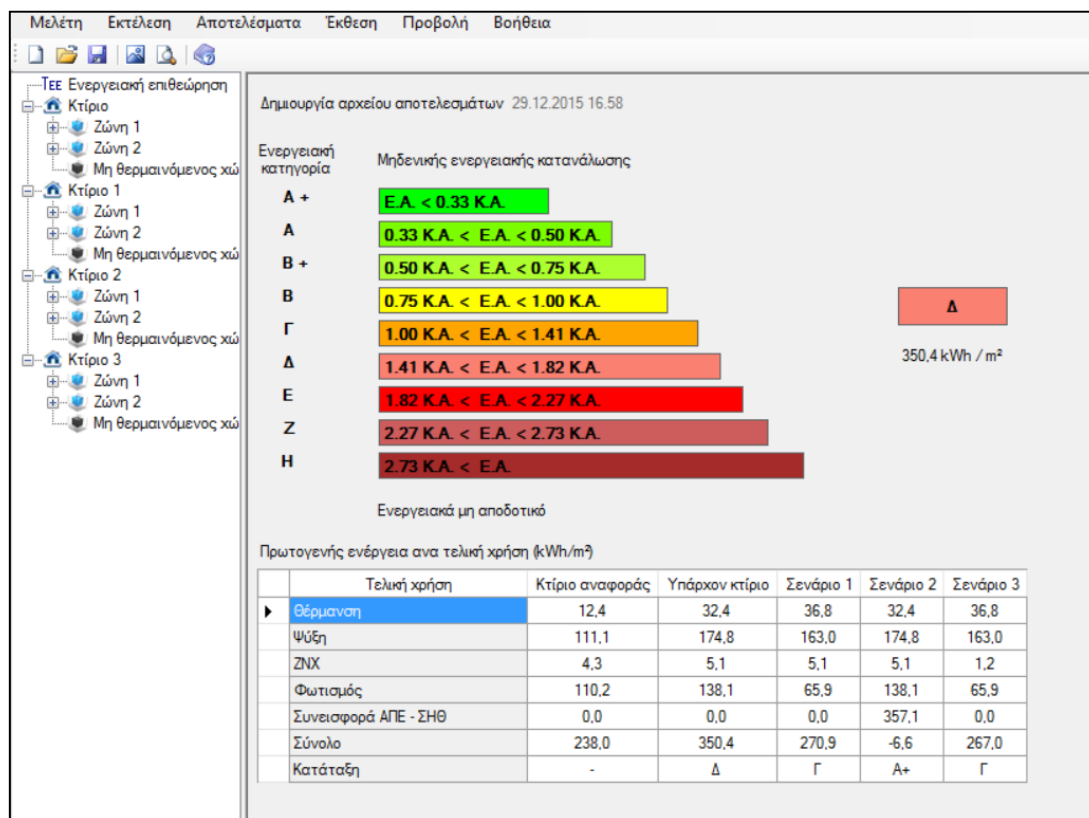 Μελέτη Εκτέλεση Αποτελέσματα Έκθεση Προβολή Βοήθεια
ΤΕΕ Ενεργειακή επιθεώρηση
Κτίριο
Ζώνη 1
Ζώνη 2
Μη θερμαινόμενος χώ
Κτίριο 1
Ζώνη 1
Ζώνη 2
Μη θερμαινόμενος χώ
Κτίριο 2
Ζώνη 1
Ζώνη 2
Μη θερμαινόμενος χώ
Κτίριο 3
Ζώνη 1
Ζώνη 2
Μη θερμαινόμενος χώ
Δημιουργία αρχείου αποτελεσμάτων 29.12.2015 16.58
Ενεργειακή
κατηγορία
Μηδενικής ενεργειακής κατανάλωσης
Α + Ε.Α. < 0.33 Κ.Α.
Α 0.33 Κ.Α. < Ε.Α. < 0.50 Κ.Α.
Β + 0.50 Κ.Α. < Ε.Α. < 0.75 Κ.Α.
Β 0.75 Κ.Α. < Ε.Α. < 1.00 Κ.Α.
Γ 1.00 Κ.Α. < Ε.Α. < 1.41 Κ.Α.
Δ 1.41 Κ.Α. < Ε.Α. < 1.82 Κ.Α.
Ε 1.82 Κ.Α. < Ε.Α. < 2.27 Κ.Α.
Ζ 2.27 Κ.Α. < Ε.Α. < 2.73 Κ.Α.
Η 2.73 Κ.Α. < Ε.Α.
Δ
350,4 kWh / m²
Ενεργειακά μη αποδοτικό
Πρωτογενής ενέργεια ανα τελική χρήση (kWh/m²)
Τελική χρήση Κτίριο αναφοράς Υπάρχον κτίριο Σενάριο 1 Σενάριο 2 Σενάριο 3
Θέρμανση 12,4 32,4 36,8 32,4 36,8
Ψύξη 111,1 174,8 163,0 174,8 163,0
ΖΝΧ 4,3 5,1 5,1 5,1 1,2
Φωτισμός 110,2 138,1 65,9 138,1 65,9
Συνεισφορά ΑΠΕ - ΣΗΘ 0,0 0,0 0,0 357,1 0,0
Σύνολο 238,0 350,4 270,9 -6,6 267,0
Κατάταξη - Δ Γ Α+ Γ